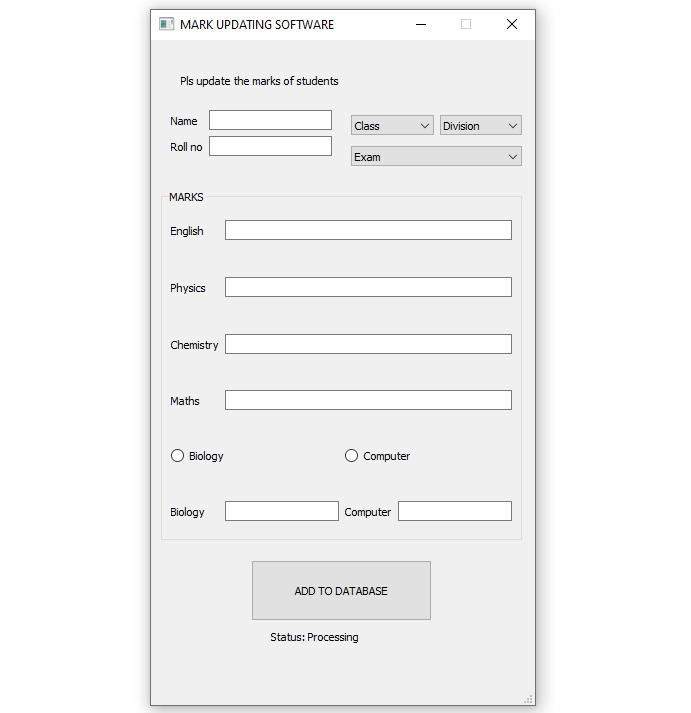 MARK UPDATING SOFTWARE
Pls update the marks of students
Name
Class
Division
Roll no
Exam
MARKS
English
Physics
Chemistry
Maths
Biology
Computer
Biology
Computer
ADD TO DATABASE
Status: Processing